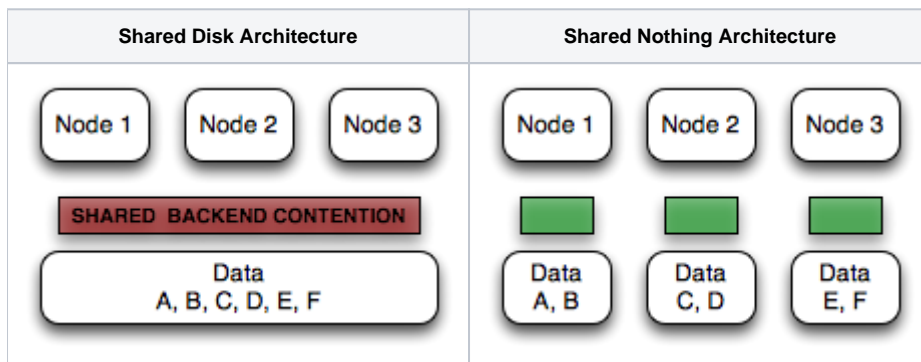 Shared Disk Architecture
Shared Nothing Architecture
Node 1
Node 2
Node 3
SHARED BACKEND CONTENTION
Data
A, B, C, D, E, F
Node 1
Node 2
Node 3
Data
A, B
Data
C, D
Data
E, F